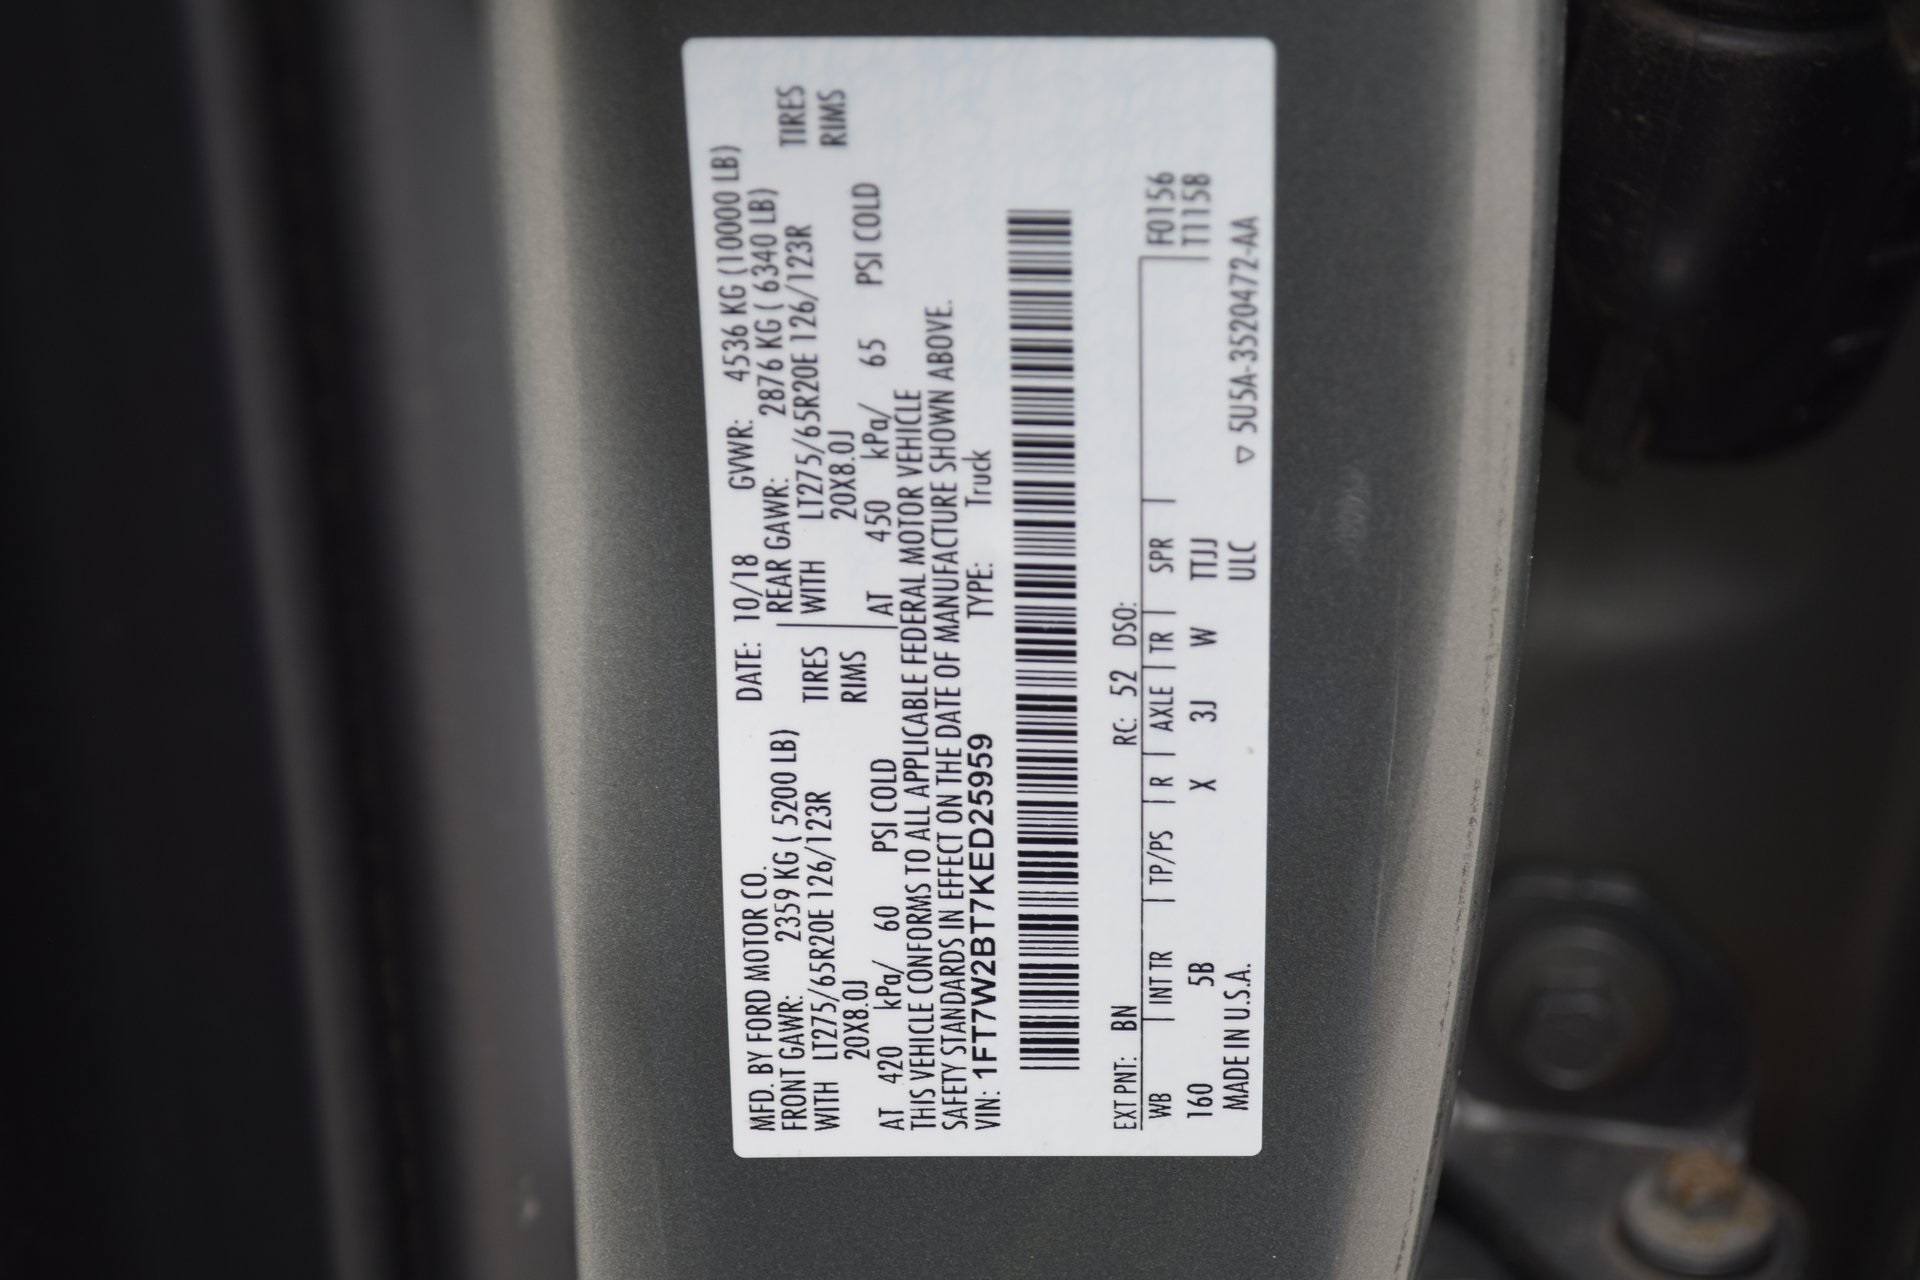 MFD. BY FORD MOTOR CO. DATE: 10/18 GVWR: 4536 KG (10000 LB)
FRONT GAWR: 2359 KG ( 5200 LB) REAR GAWR: 2876 KG ( 6340 LB)
WITH LT275/65R20E 126/123R TIRES WITH LT275/65R20E 126/123R TIRES
20X8.0J RIMS 20X8.0J RIMS
AT 420 kPa/ 60 PSI COLD AT 450 kPa/ 65 PSI COLD
THIS VEHICLE CONFORMS TO ALL APPLICABLE FEDERAL MOTOR VEHICLE
SAFETY STANDARDS IN EFFECT ON THE DATE OF MANUFACTURE SHOWN ABOVE.
VIN: 1FT7W2BT7KED25959 TYPE: Truck
EXT PNT: BN RC: 52 DSO:
WB | INT TR | TP/PS | R | AXLE | TR | SPR | F0156
160 5B X 3J W TTJJ T1158
MADE IN U.S.A. ULC ▽ 5U5A-3520472-AA